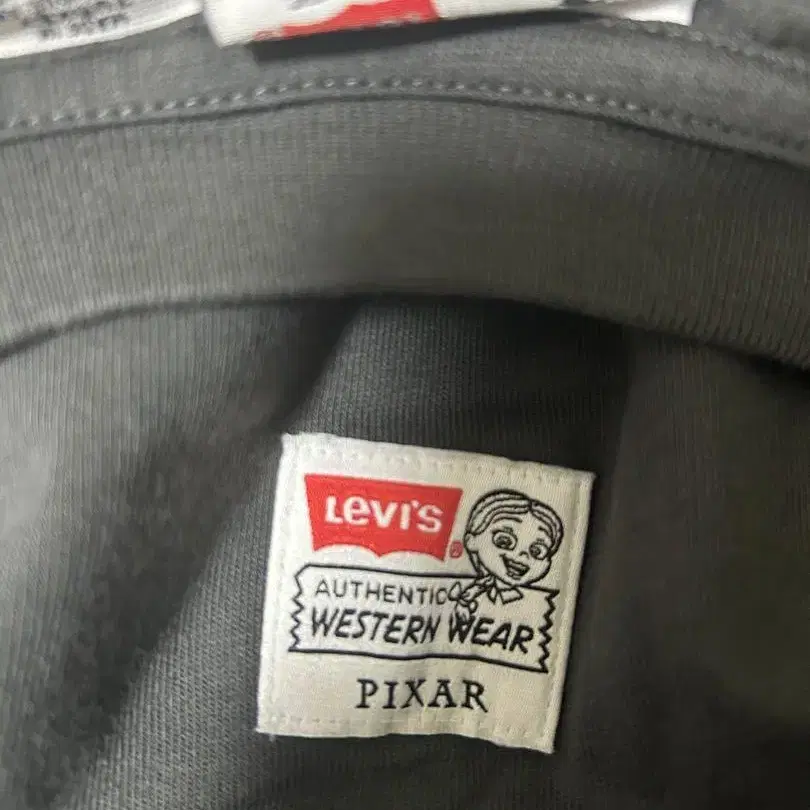 LEVI'S
®
AUTHENTIC
WESTERN WEAR
PIXAR